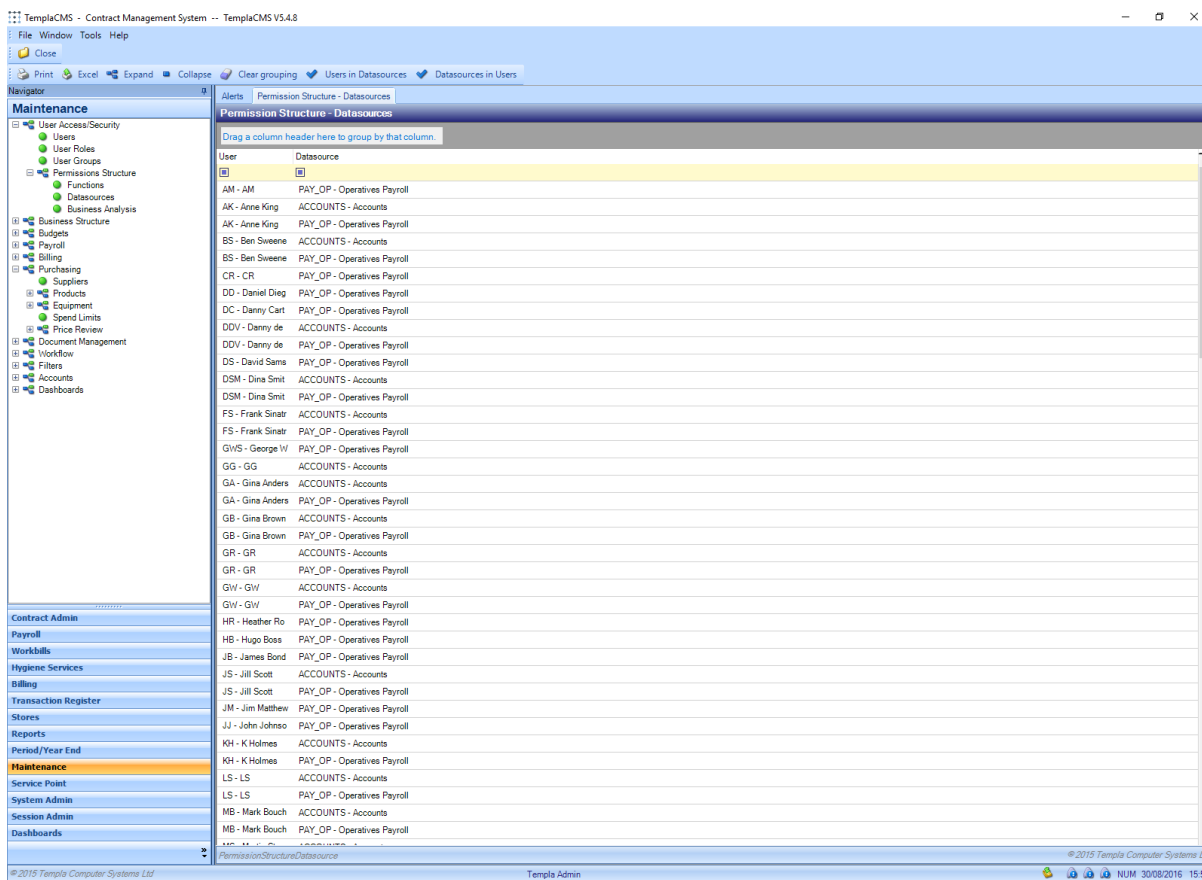 TemplaCMS - Contract Management System -- TemplaCMS V5.4.8
File Window Tools Help
Close
Print Excel Expand Collapse Clear grouping Users in Datasources Datasources in Users
Navigator
Alerts Permission Structure - Datasources
Maintenance
Permission Structure - Datasources
User Access/Security
Users
User Roles
User Groups
Permissions Structure
Functions
Datasources
Business Analysis
Business Structure
Budgets
Payroll
Billing
Purchasing
Suppliers
Products
Equipment
Spend Limits
Price Review
Document Management
Workflow
Filters
Accounts
Dashboards
Contract Admin
Payroll
Workbills
Hygiene Services
Billing
Transaction Register
Stores
Reports
Period/Year End
Maintenance
Service Point
System Admin
Session Admin
Dashboards
Drag a column header here to group by that column.
User Datasource
AM - AM PAY_OP - Operatives Payroll
AK - Anne King ACCOUNTS - Accounts
AK - Anne King PAY_OP - Operatives Payroll
BS - Ben Sweene ACCOUNTS - Accounts
BS - Ben Sweene PAY_OP - Operatives Payroll
CR - CR PAY_OP - Operatives Payroll
DD - Daniel Dieg PAY_OP - Operatives Payroll
DC - Danny Cart PAY_OP - Operatives Payroll
DDV - Danny de ACCOUNTS - Accounts
DDV - Danny de PAY_OP - Operatives Payroll
DS - David Sams PAY_OP - Operatives Payroll
DSM - Dina Smit ACCOUNTS - Accounts
DSM - Dina Smit PAY_OP - Operatives Payroll
FS - Frank Sinatr ACCOUNTS - Accounts
FS - Frank Sinatr PAY_OP - Operatives Payroll
GWS - George W PAY_OP - Operatives Payroll
GG - GG ACCOUNTS - Accounts
GA - Gina Anders ACCOUNTS - Accounts
GA - Gina Anders PAY_OP - Operatives Payroll
GB - Gina Brown ACCOUNTS - Accounts
GB - Gina Brown PAY_OP - Operatives Payroll
GR - GR ACCOUNTS - Accounts
GR - GR PAY_OP - Operatives Payroll
GW - GW ACCOUNTS - Accounts
GW - GW PAY_OP - Operatives Payroll
HR - Heather Ro PAY_OP - Operatives Payroll
HB - Hugo Boss PAY_OP - Operatives Payroll
JB - James Bond PAY_OP - Operatives Payroll
JS - Jill Scott ACCOUNTS - Accounts
JS - Jill Scott PAY_OP - Operatives Payroll
JM - Jim Matthew PAY_OP - Operatives Payroll
JJ - John Johnso PAY_OP - Operatives Payroll
KH - K Holmes ACCOUNTS - Accounts
KH - K Holmes PAY_OP - Operatives Payroll
LS - LS ACCOUNTS - Accounts
LS - LS PAY_OP - Operatives Payroll
MB - Mark Bouch ACCOUNTS - Accounts
MB - Mark Bouch PAY_OP - Operatives Payroll
PermissionStructureDatasource © 2015 Templa Computer Systems
© 2015 Templa Computer Systems Ltd Templa Admin NUM 30/08/2016